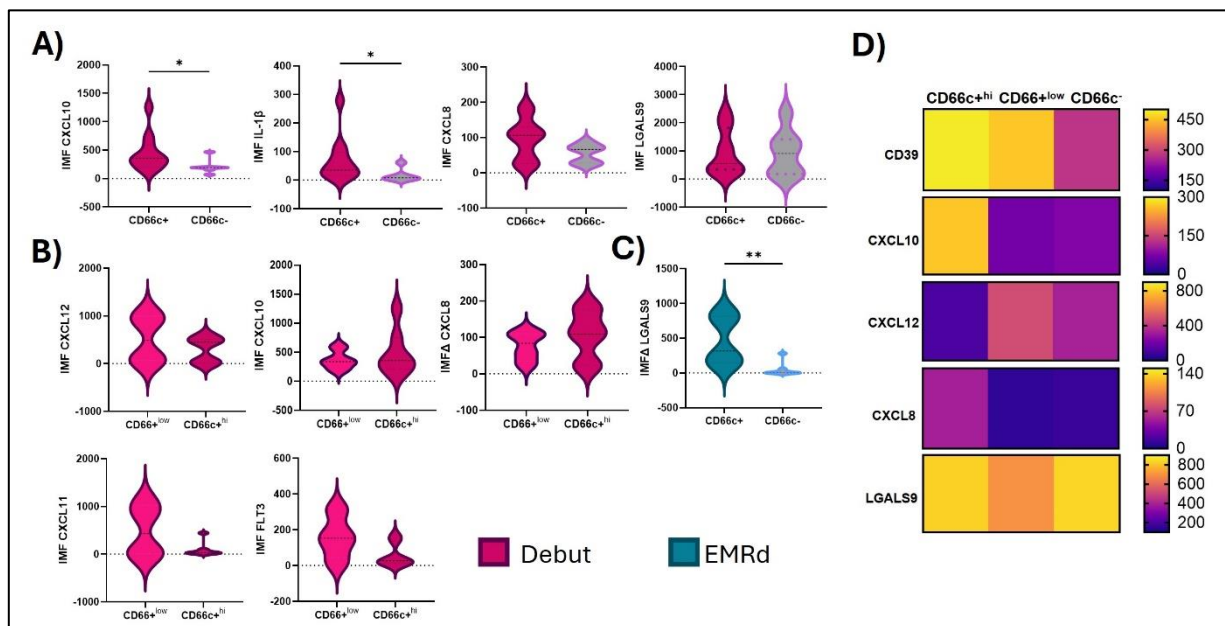 A)
IMF CXCL10
2000
1500
1000
500
0
-500
*
CD66c+ CD66c-
IMF IL-1β
400
300
200
100
0
-100
*
CD66c+ CD66c-
IMF CXCL8
300
200
100
0
-100
CD66c+ CD66c-
IMF LGALS9
4000
3000
2000
1000
0
-1000
CD66c+ CD66c-
B)
IMF CXCL12
2000
1000
0
-1000
CD66+low CD66c+hi
IMF CXCL10
2000
1500
1000
500
0
-500
CD66+low CD66c+hi
IMFΔ CXCL8
300
200
100
0
-100
CD66+low CD66c+hi
C)
IMFΔ LGALS9
1500
1000
500
0
-500
**
CD66c+ CD66c-
IMF CXCL11
2000
1000
0
-1000
CD66+low CD66c+hi
IMF FLT3
600
400
200
0
-200
CD66+low CD66c+hi
Debut
EMRd
D)
CD66c+hi CD66+low CD66c-
CD39
450
400
350
300
250
200
150
100
CXCL10
300
150
0
CXCL12
800
400
0
CXCL8
140
70
0
LGALS9
800
600
400
200